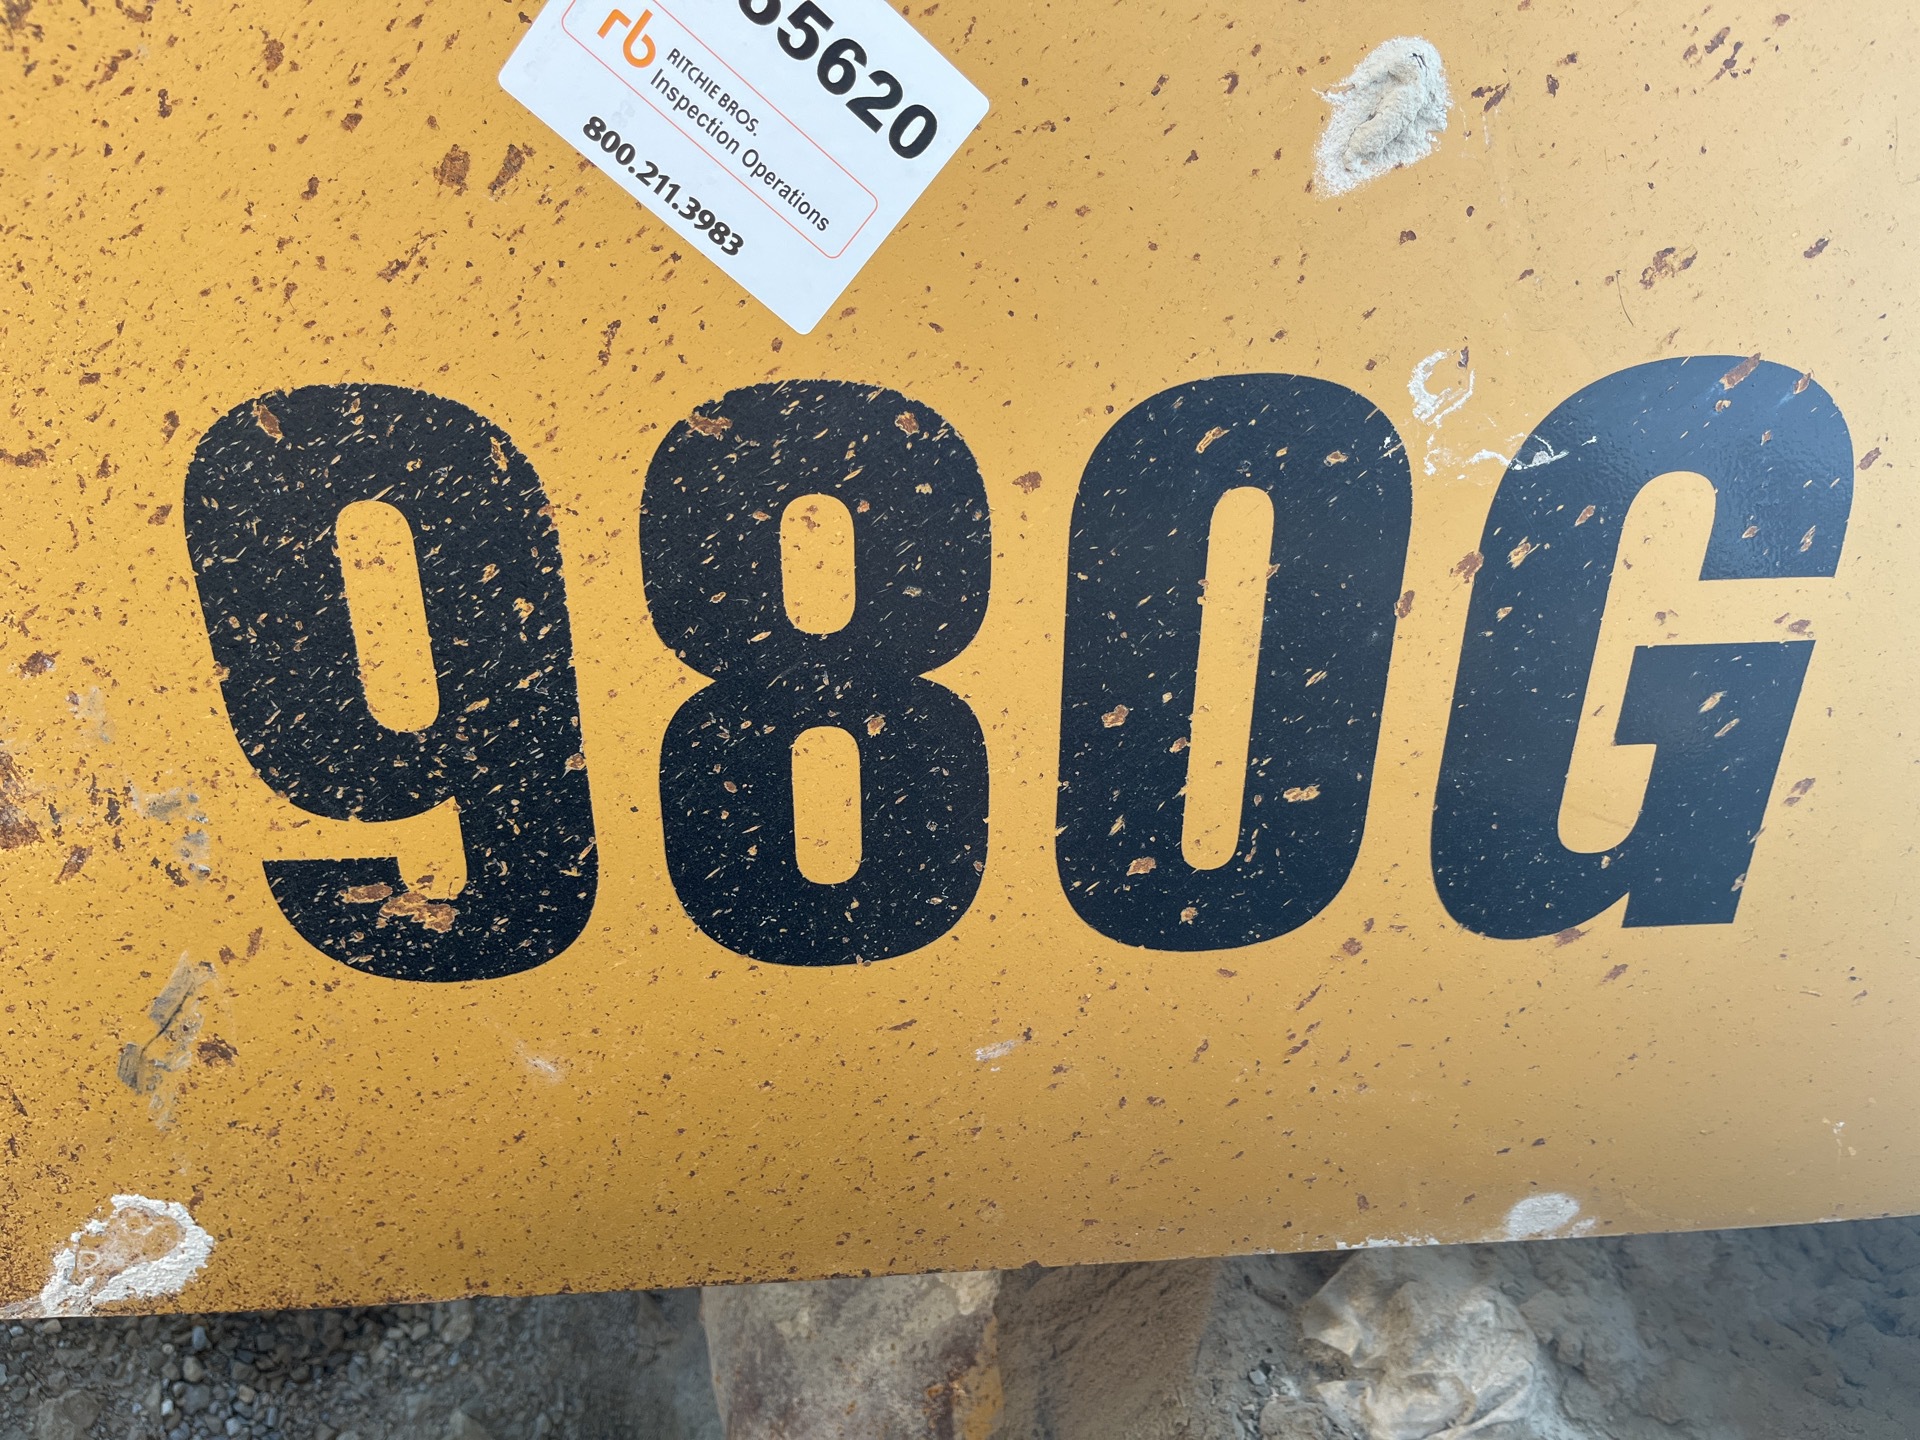 5620
rb RITCHIE BROS.
Inspection Operations
800.211.3983
980G